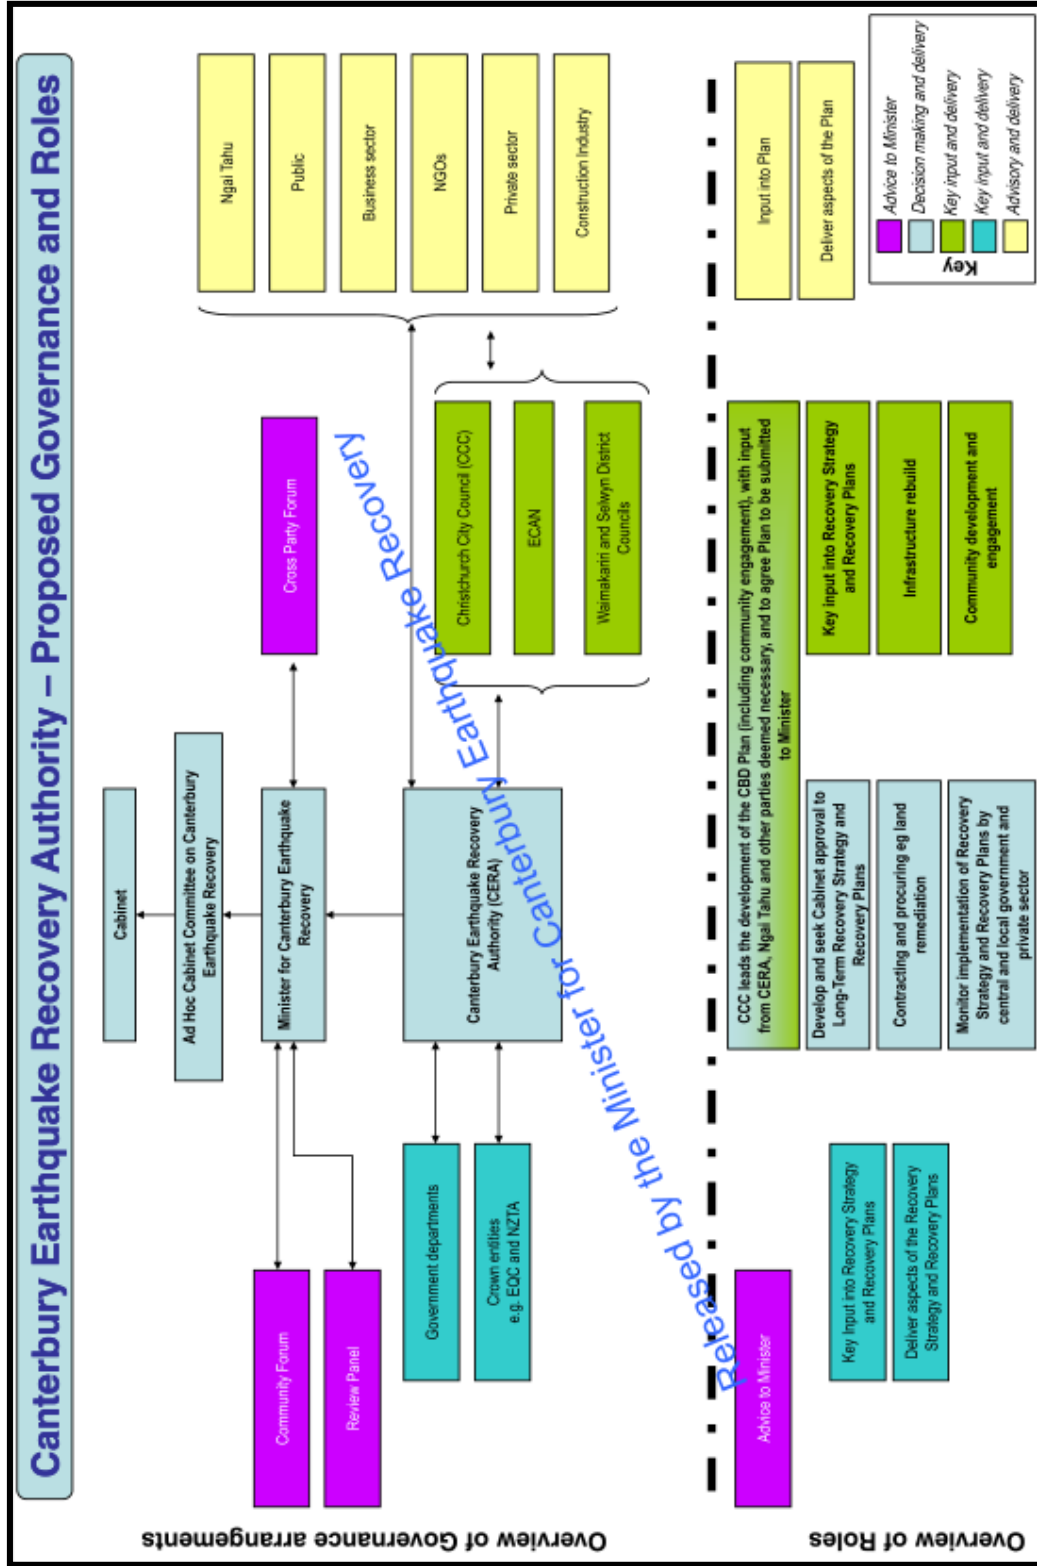 Canterbury Earthquake Recovery Authority – Proposed Governance and Roles
Overview of Governance arrangements
Cabinet
Ad Hoc Cabinet Committee on Canterbury
Earthquake Recovery
Community Forum
Review Panel
Minister for Canterbury Earthquake
Recovery
Cross Party Forum
Government departments
Crown entities
e.g. EQC and NZTA
Canterbury Earthquake Recovery
Authority (CERA)
Christchurch City Council (CCC)
ECAN
Waimakariri and Selwyn District
Councils
Ngai Tahu
Public
Business sector
NGOs
Private sector
Construction Industry
Released by the Minister for Canterbury Earthquake Recovery
Overview of Roles
Advice to Minister
Key Input into Recovery Strategy
and Recovery Plans
Deliver aspects of the Recovery
Strategy and Recovery Plans
CCC leads the development of the CBD Plan (including community engagement), with input
from CERA, Ngai Tahu and other parties deemed necessary, and to agree Plan to be submitted
to Minister
Develop and seek Cabinet approval to
Long-Term Recovery Strategy and
Recovery Plans
Contracting and procuring eg land
remediation
Monitor implementation of Recovery
Strategy and Recovery Plans by
central and local government and
private sector
Key input into Recovery Strategy
and Recovery Plans
Infrastructure rebuild
Community development and
engagement
Input into Plan
Deliver aspects of the Plan
Key
Advice to Minister
Decision making and delivery
Key input and delivery
Key input and delivery
Advisory and delivery